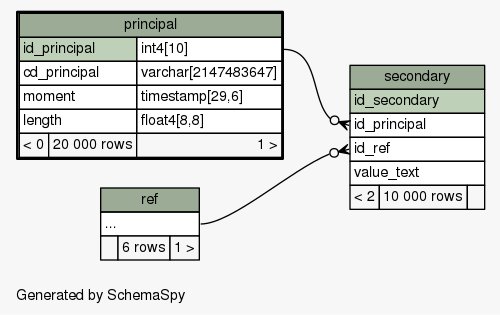 principal
id_principal int4[10]
cd_principal varchar[2147483647]
moment timestamp[29,6]
length float4[8,8]
< 0 20 000 rows 1 >
secondary
id_secondary
id_principal
id_ref
value_text
< 2 10 000 rows
ref
...
6 rows 1 >
Generated by SchemaSpy